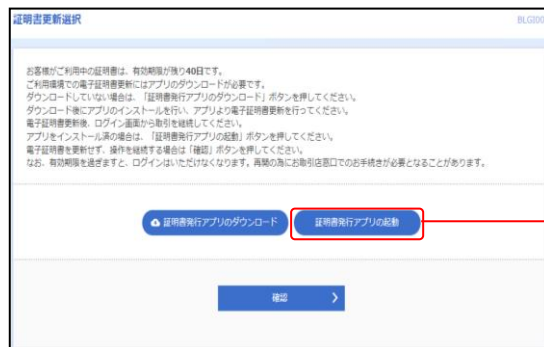 証明書更新選択
BLGI00
お客様がご利用中の証明書は、有効期限が残り40日です。
ご利用環境での電子証明書更新にはアプリのダウンロードが必要です。
ダウンロードしていない場合は、「証明書発行アプリのダウンロード」ボタンを押してください。
ダウンロード後にアプリのインストールを行い、アプリより電子証明書更新を行ってください。
電子証明書更新後、ログイン画面から取引を継続してください。
アプリをインストール済の場合は、「証明書発行アプリの起動」ボタンを押してください。
電子証明書を更新せず、操作を継続する場合は「確認」ボタンを押してください。
なお、有効期限を過ぎますと、ログインはいただけなくなります。再開の為にお取引店窓口でのお手続きが必要となることがあります。
証明書発行アプリのダウンロード
証明書発行アプリの起動
確認